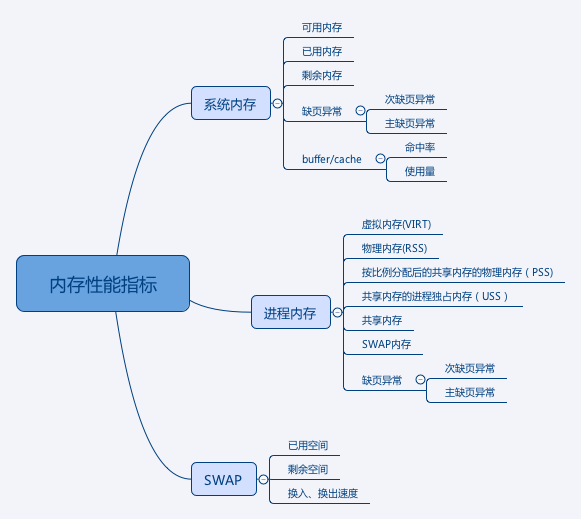 内存性能指标
系统内存
可用内存
已用内存
剩余内存
缺页异常
次缺页异常
主缺页异常
buffer/cache
命中率
使用量
进程内存
虚拟内存(VIRT)
物理内存(RSS)
按比例分配后的共享内存的物理内存（PSS)
共享内存的进程独占内存（USS）
共享内存
SWAP内存
缺页异常
次缺页异常
主缺页异常
SWAP
已用空间
剩余空间
换入、换出速度